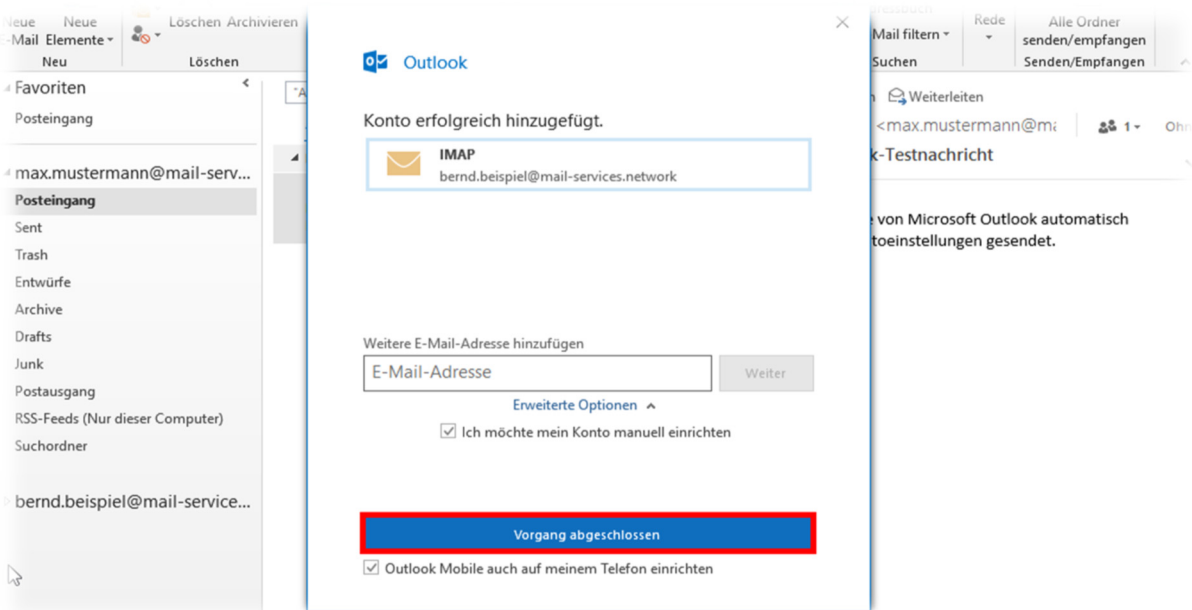 Neue Neue
E-Mail Elemente
Neu
Löschen Archivieren
Löschen
Mail filtern
Suchen
Rede
Alle Ordner
senden/empfangen
Senden/Empfangen
Favoriten
Posteingang
max.mustermann@mail-serv...
Posteingang
Sent
Trash
Entwürfe
Archive
Drafts
Junk
Postausgang
RSS-Feeds (Nur dieser Computer)
Suchordner
bernd.beispiel@mail-service...
"A
Outlook
Konto erfolgreich hinzugefügt.
IMAP
bernd.beispiel@mail-services.network
Weitere E-Mail-Adresse hinzufügen
E-Mail-Adresse
Weiter
Erweiterte Optionen
Ich möchte mein Konto manuell einrichten
Vorgang abgeschlossen
Outlook Mobile auch auf meinem Telefon einrichten
n Weiterleiten
<max.mustermann@ma 1 Ohn
k-Testnachricht
e von Microsoft Outlook automatisch
toeinstellungen gesendet.